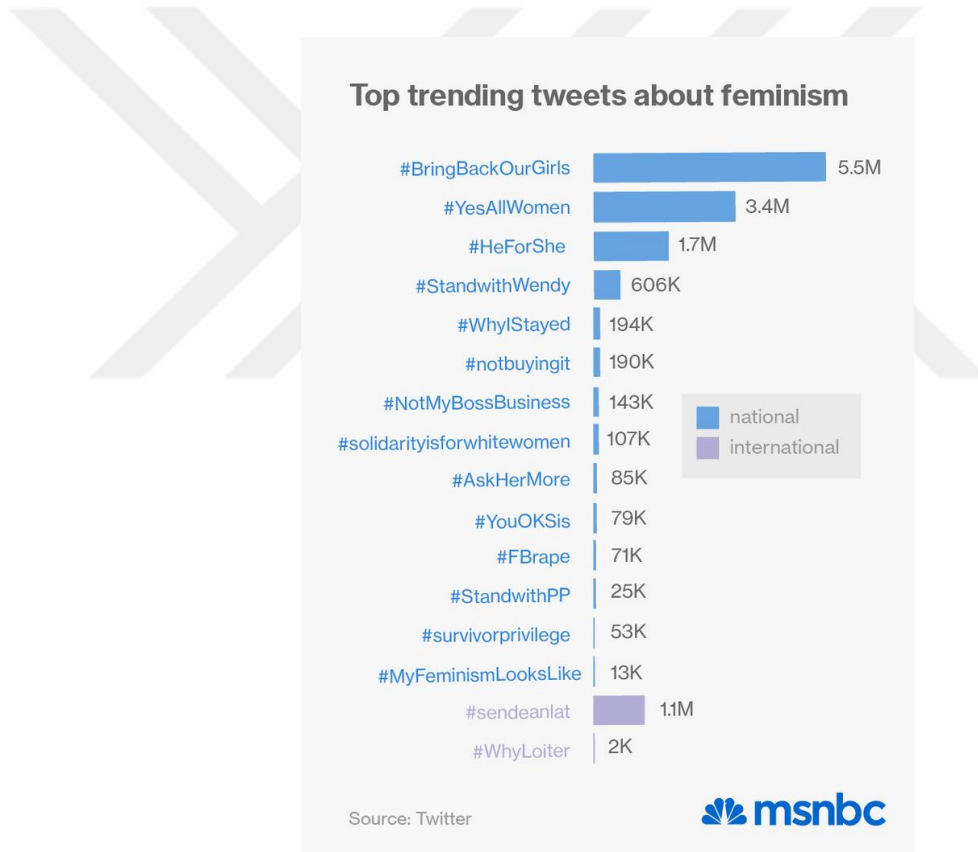 Top trending tweets about feminism
#BringBackOurGirls 5.5M
#YesAllWomen 3.4M
#HeForShe 1.7M
#StandwithWendy 606K
#WhyIStayed 194K
#notbuyingit 190K
#NotMyBossBusiness 143K
#solidarityisforwhitewomen 107K
#AskHerMore 85K
#YouOKSis 79K
#FBrape 71K
#StandwithPP 25K
#survivorprivilege 53K
#MyFeminismLooksLike 13K
#sendeanlat 1.1M
#WhyLoiter 2K
national
international
Source: Twitter
msnbc